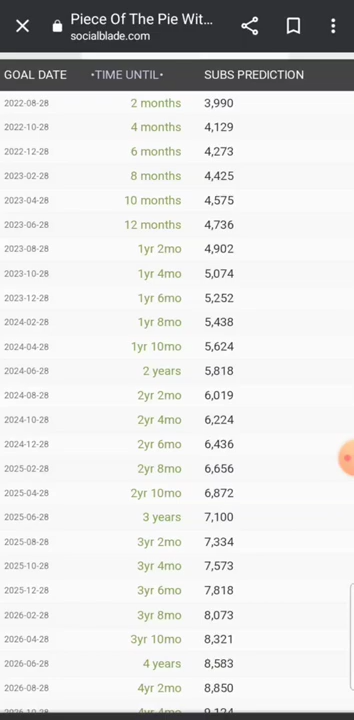 Piece Of The Pie Wit...
socialblade.com
GOAL DATE •TIME UNTIL• SUBS PREDICTION
2022-08-28 2 months 3,990
2022-10-28 4 months 4,129
2022-12-28 6 months 4,273
2023-02-28 8 months 4,425
2023-04-28 10 months 4,575
2023-06-28 12 months 4,736
2023-08-28 1yr 2mo 4,902
2023-10-28 1yr 4mo 5,074
2023-12-28 1yr 6mo 5,252
2024-02-28 1yr 8mo 5,438
2024-04-28 1yr 10mo 5,624
2024-06-28 2 years 5,818
2024-08-28 2yr 2mo 6,019
2024-10-28 2yr 4mo 6,224
2024-12-28 2yr 6mo 6,436
2025-02-28 2yr 8mo 6,656
2025-04-28 2yr 10mo 6,872
2025-06-28 3 years 7,100
2025-08-28 3yr 2mo 7,334
2025-10-28 3yr 4mo 7,573
2025-12-28 3yr 6mo 7,818
2026-02-28 3yr 8mo 8,073
2026-04-28 3yr 10mo 8,321
2026-06-28 4 years 8,583
2026-08-28 4yr 2mo 8,850
2026-10-28 4yr 4mo 9,124